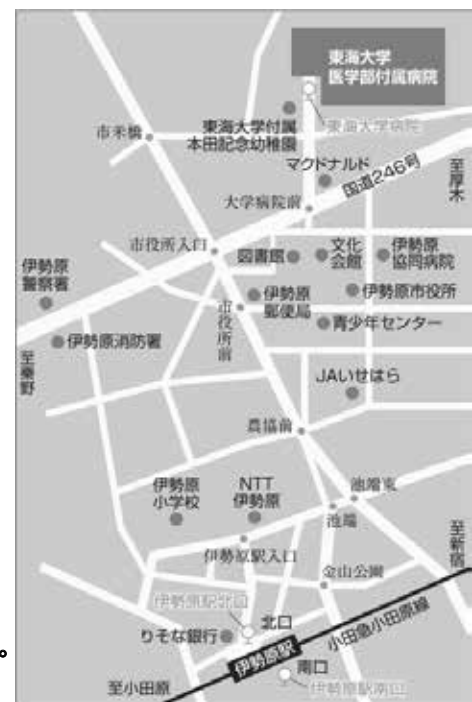 東海大学
医学部付属病院
東海大学病院
東海大学付属
本田記念幼稚園
市米橋
マクドナルド
国道246号
至厚木
大学病院前
市役所入口
図書館
文化
会館
伊勢原
協同病院
伊勢原
警察署
伊勢原
郵便局
伊勢原市役所
市役所前
青少年センター
伊勢原消防署
至秦野
JAいせはら
農協前
伊勢原
小学校
NTT
伊勢原
池端東
池端
至新宿
伊勢原駅入口
金山公園
伊勢原駅北口
北口
りそな銀行
伊勢原駅
小田急小田原線
南口
伊勢原駅南口
至小田原
。